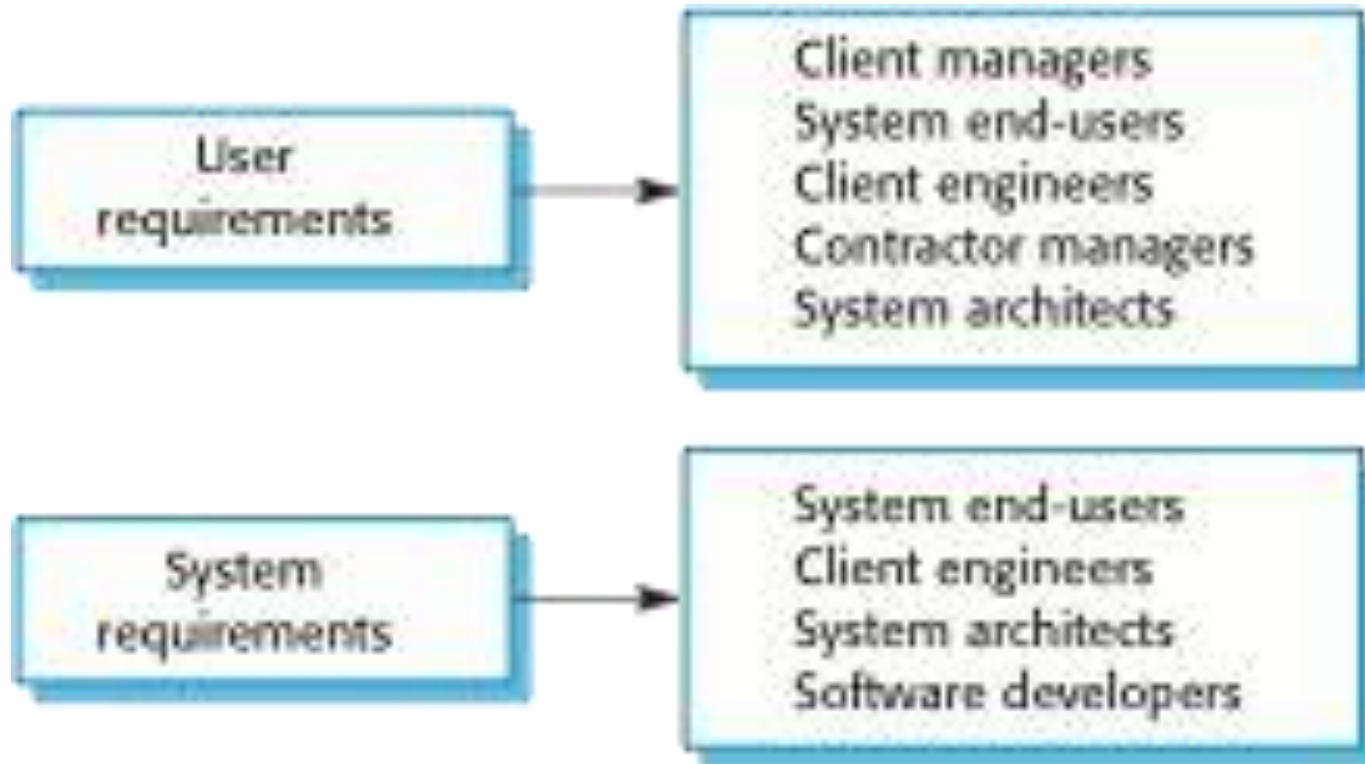 User
requirements
Client managers
System end-users
Client engineers
Contractor managers
System architects
System
requirements
System end-users
Client engineers
System architects
Software developers